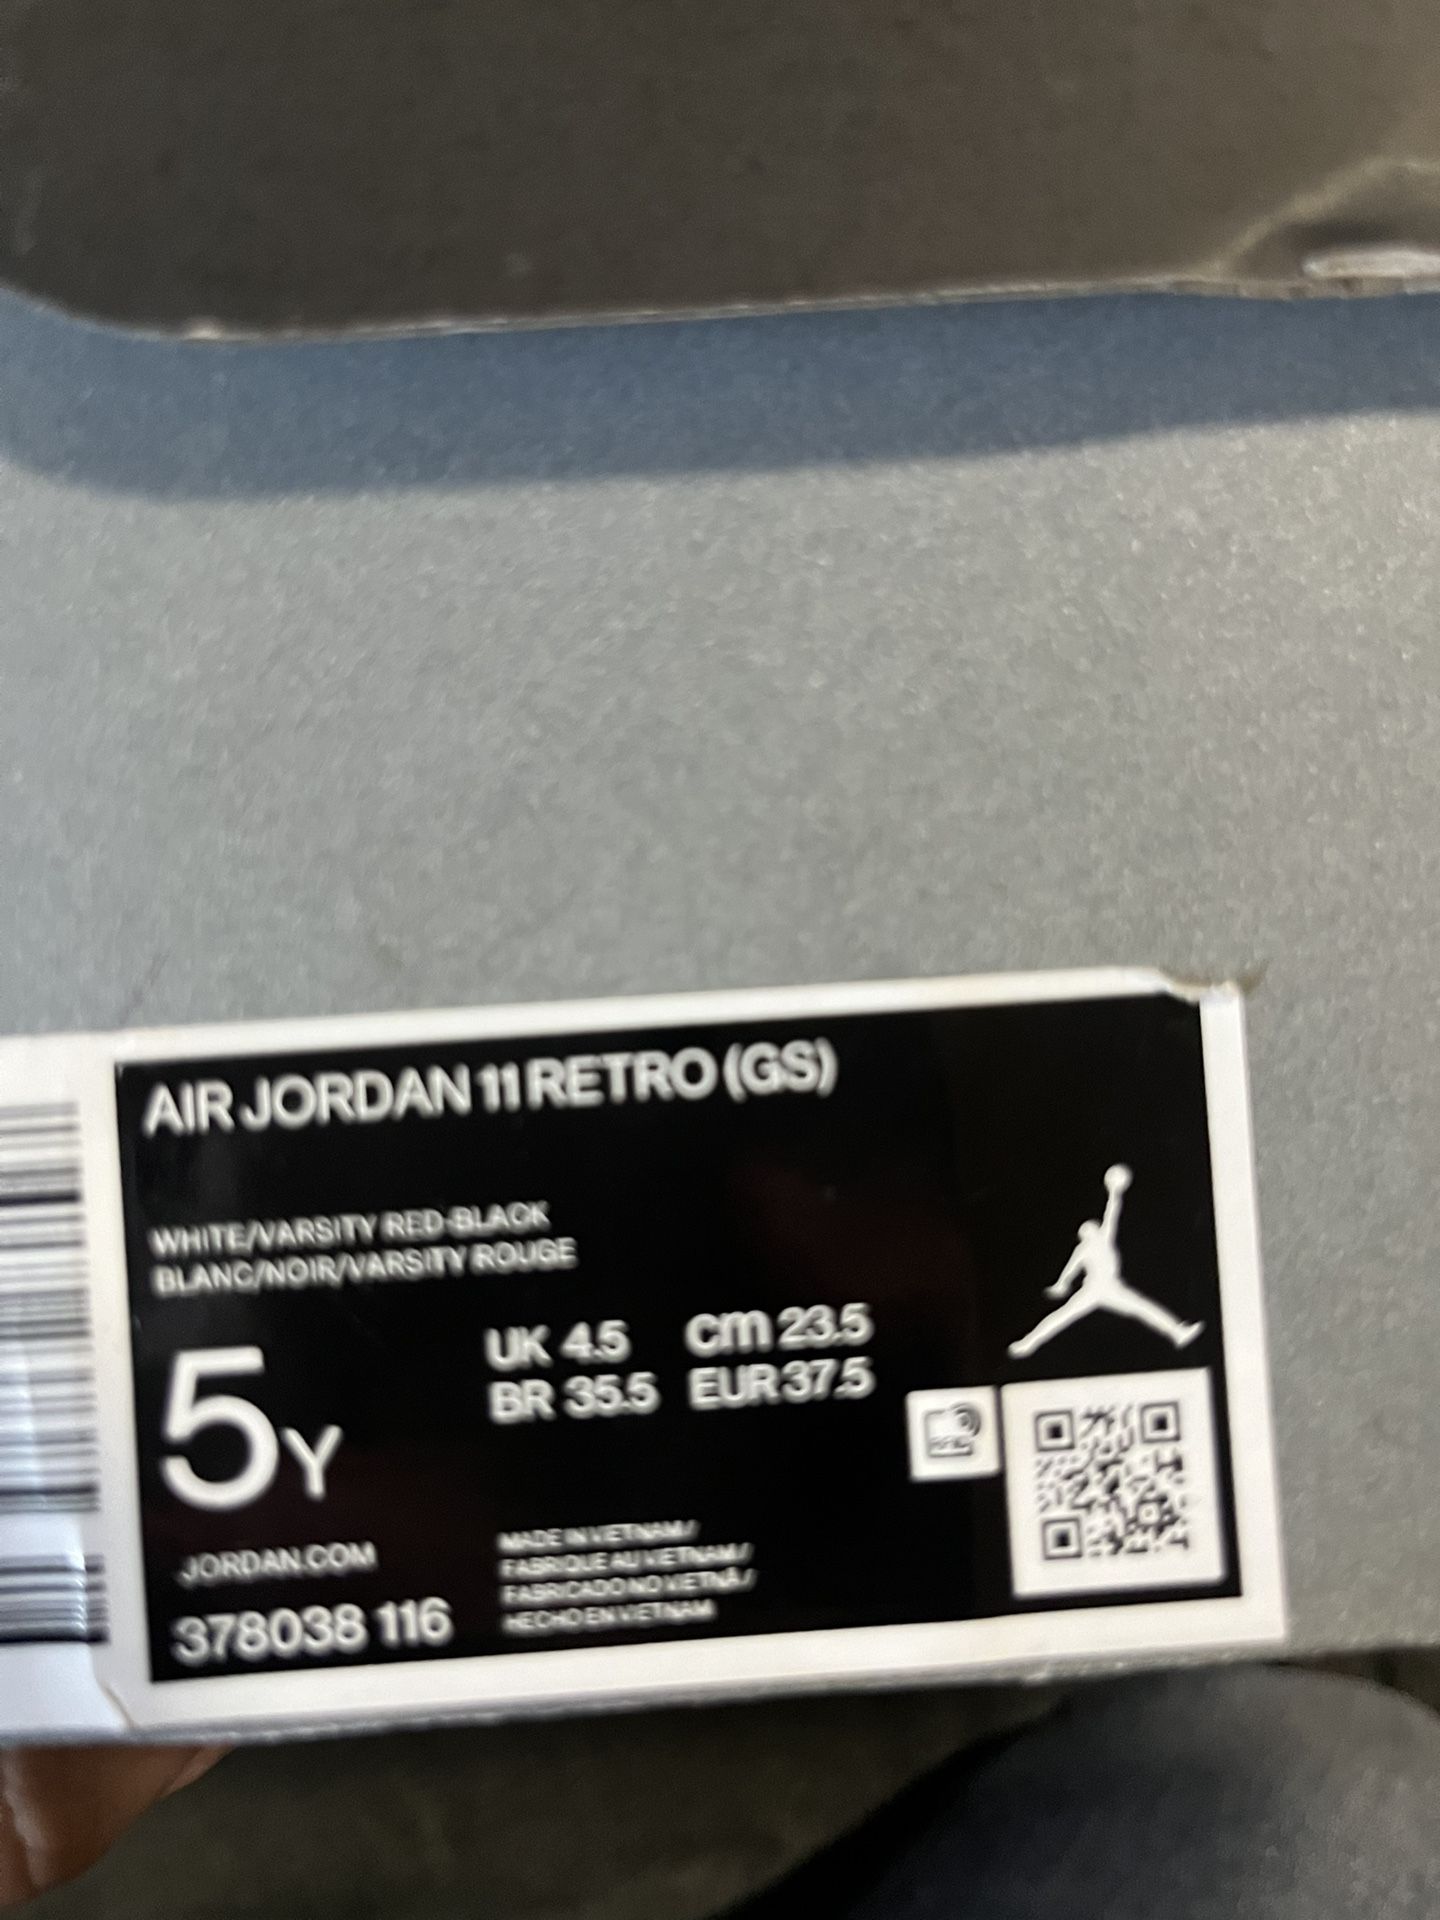 AIR JORDAN 11 RETRO (GS)
WHITE/VARSITY RED-BLACK
BLANC/NOIR/VARSITY ROUGE
5Y
UK 4.5 cm 23.5
BR 35.5 EUR 37.5
JORDAN.COM
378038 116
MADE IN VIETNAM/
FABRIQUE AU VIETNAM/
FABRICADO NO VIETNÃ/
HECHO EN VIETNAM